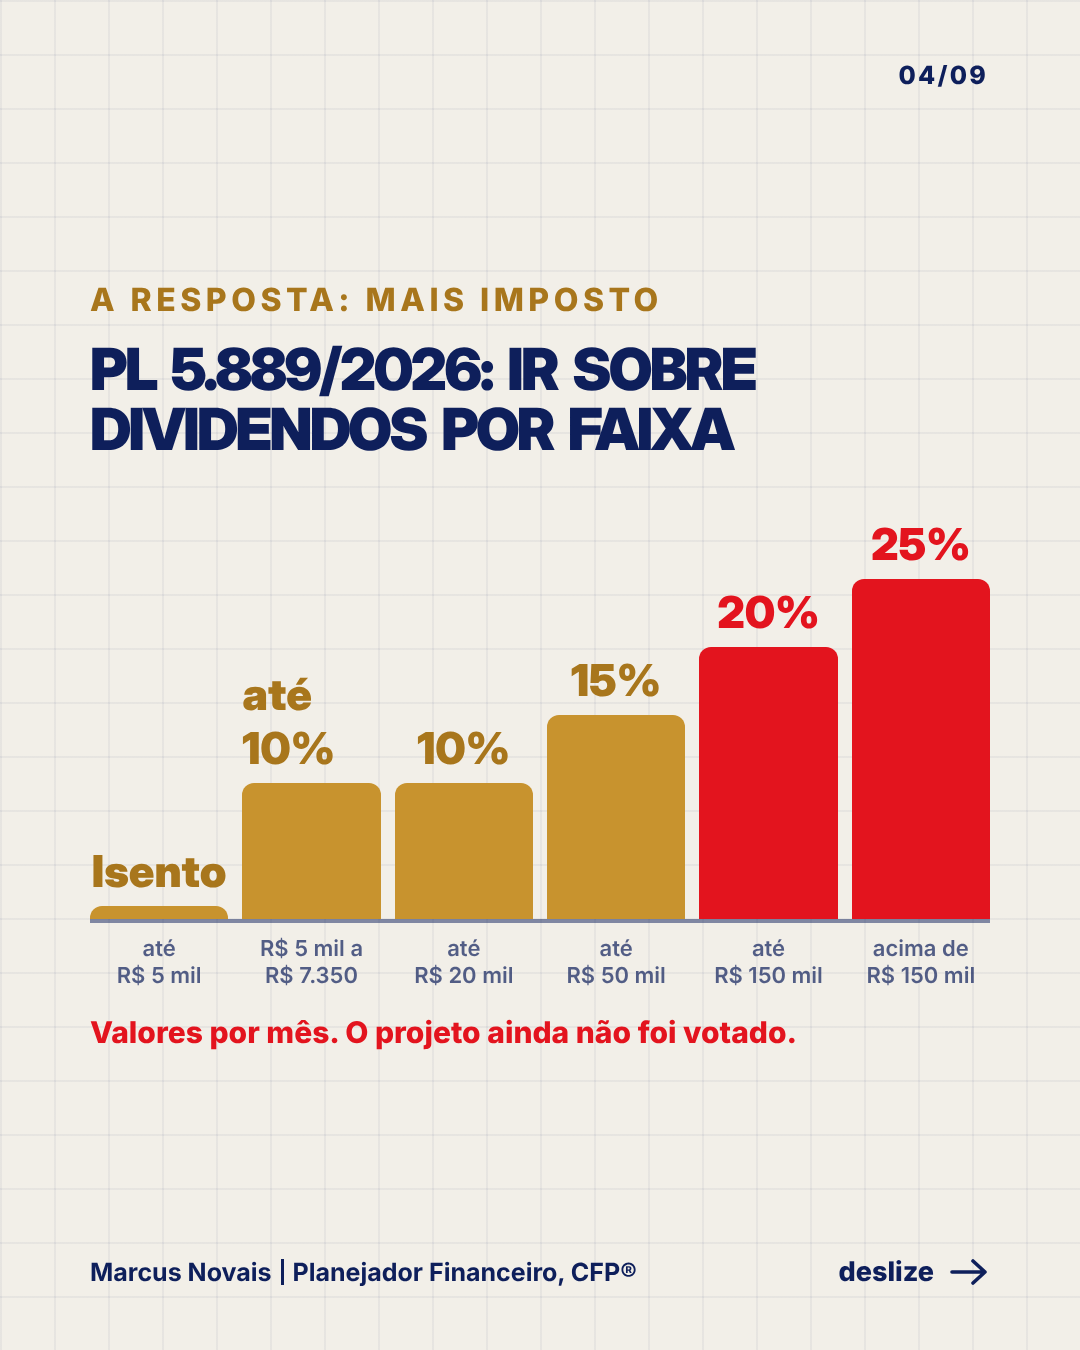 04/09
A RESPOSTA: MAIS IMPOSTO
PL 5.889/2026: IR SOBRE
DIVIDENDOS POR FAIXA
Isento
até
10%
10%
15%
20%
25%
até
R$ 5 mil
R$ 5 mil a
R$ 7.350
até
R$ 20 mil
até
R$ 50 mil
até
R$ 150 mil
acima de
R$ 150 mil
Valores por mês. O projeto ainda não foi votado.
Marcus Novais | Planejador Financeiro, CFP®
deslize →